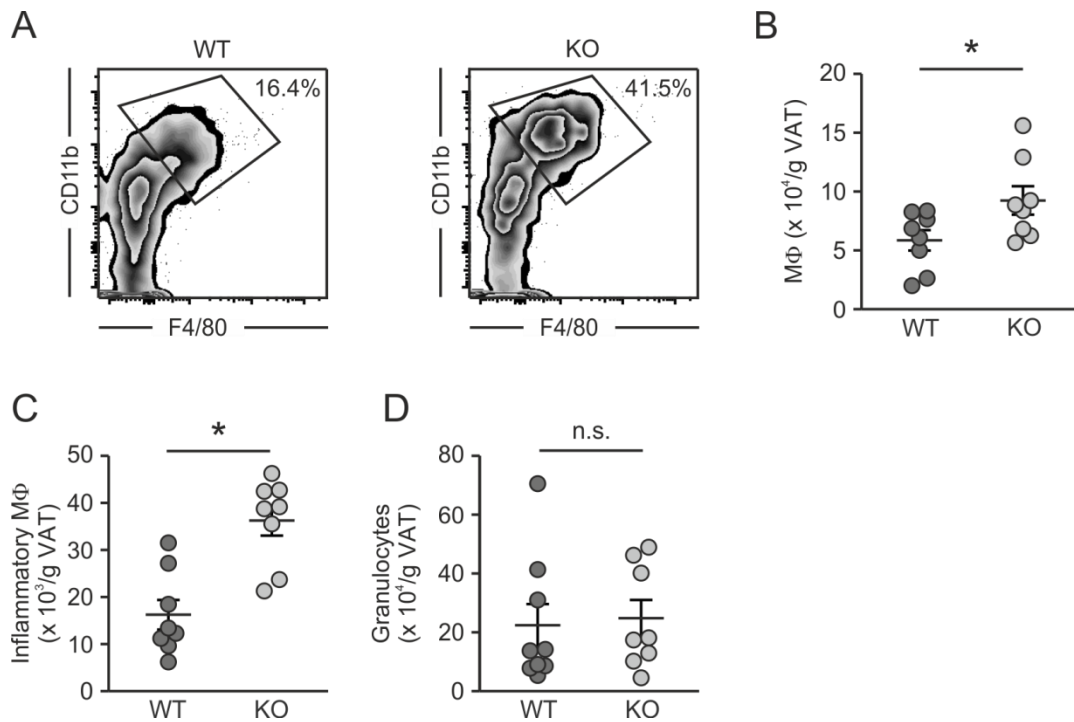 A
WT
16.4%
CD11b
F4/80
KO
41.5%
CD11b
F4/80
B
*
MΦ (x 10⁴/g VAT)
20
15
10
5
0
WT
KO
C
*
Inflammatory MΦ
(x 10³/g VAT)
50
40
30
20
10
0
WT
KO
D
n.s.
Granulocytes
(x 10⁴/g VAT)
80
60
40
20
0
WT
KO